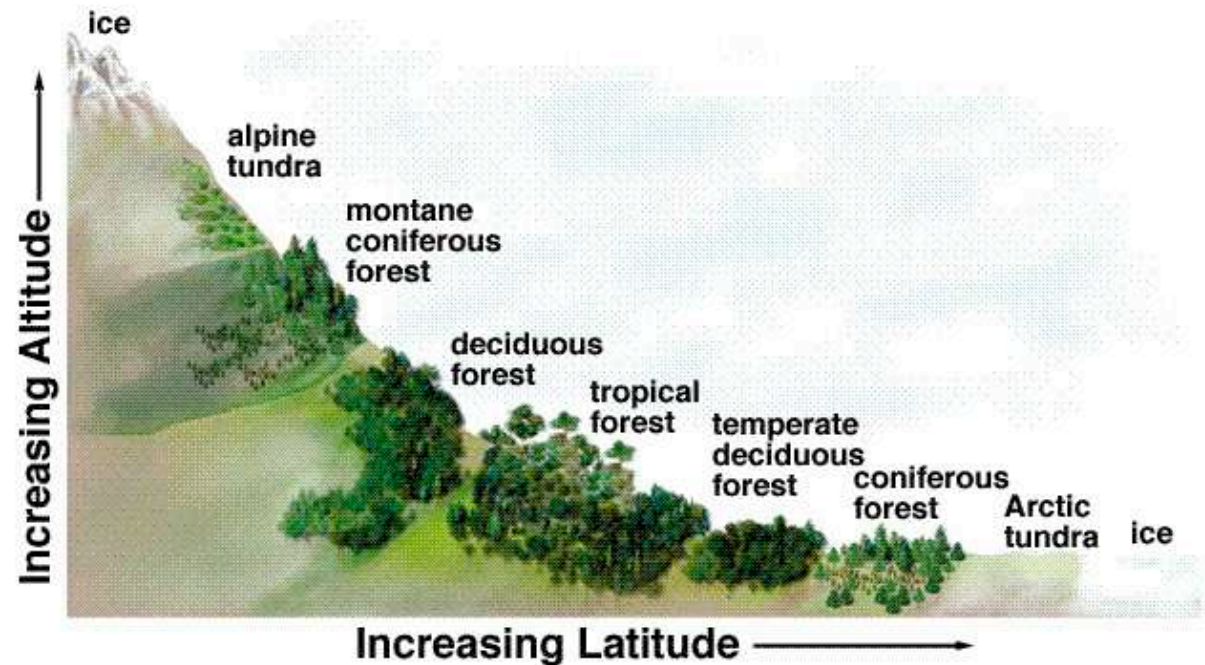 ice
alpine
tundra
montane
coniferous
forest
deciduous
forest
tropical
forest
temperate
deciduous
forest
coniferous
forest
Arctic
tundra
ice
Increasing Altitude
Increasing Latitude